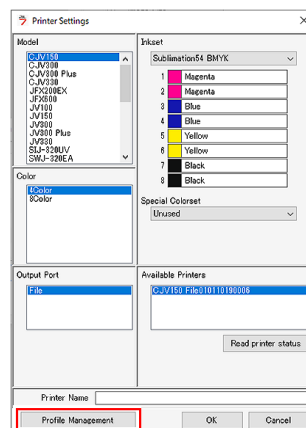 Printer Settings
Model
CJV150
CJV300
CJV300 Plus
CJV330
JFX200EX
JFX600
JV100
JV150
JV300
JV300 Plus
JV330
SIJ-320UV
SWJ-320EA
Color
4Color
8Color
Output Port
File
Inkset
Sublimation54 BMYK
1 Magenta
2 Magenta
3 Blue
4 Blue
5 Yellow
6 Yellow
7 Black
8 Black
Special Colorset
Unused
Available Printers
CJV150 File010110190006
Read printer status
Printer Name
Profile Management
OK
Cancel